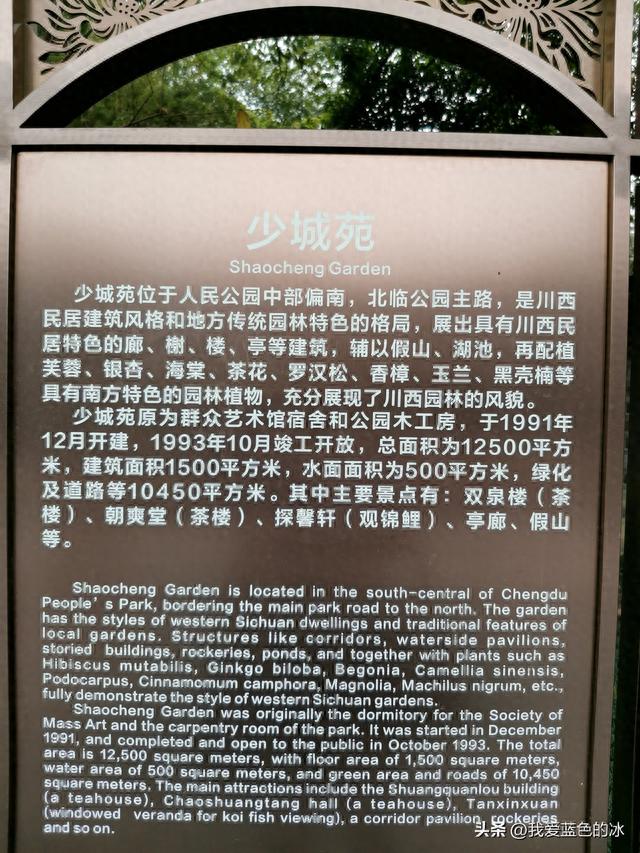 少城苑
Shaocheng Garden
少城苑位于人民公园中部偏南，北临公园主路，是川西
民居建筑风格和地方传统园林特色的格局，展出具有川西民
居特色的廊、榭、楼、亭等建筑，辅以假山、湖池，再配植
芙蓉、银杏、海棠、茶花、罗汉松、香樟、玉兰、黑壳楠等
具有南方特色的园林植物，充分展现了川西园林的风貌。
少城苑原为群众艺术馆宿舍和公园木工房，于1991年
12月开建，1993年10月竣工开放，总面积为12500平方
米，建筑面积1500平方米，水面面积为500平方米，绿化
及道路等10450平方米。其中主要景点有：双泉楼（茶
楼）、朝爽堂（茶楼）、探馨轩（观锦鲤）、亭廊、假山
等。
Shaocheng Garden is located in the south-central of Chengdu
People's Park, bordering the main park road to the north. The garden
has the styles of western Sichuan dwellings and traditional features of
local gardens. Structures like corridors, waterside pavilions,
storied buildings, rockeries, ponds, and together with plants such as
Hibiscus mutabilis, Ginkgo biloba, Begonia, Camellia sinensis,
Podocarpus, Cinnamomum camphora, Magnolia, Machilus nigrum, etc.,
fully demonstrate the style of western Sichuan gardens.
Shaocheng Garden was originally the dormitory for the Society of
Mass Art and the carpentry room of the park. It was started in December
1991, and completed and open to the public in October 1993. The total
area is 12,500 square meters, with floor area of 1,500 square meters,
water area of 500 square meters, and green area and roads of 10,450
square meters. The main attractions include the Shuangquanlou building
(a teahouse), Chaoshuangtang hall (a teahouse), Tanxinxuan
(windowed veranda for koi fish viewing), a corridor pavilion, rockeries
and so on.
头条 @我爱蓝色的冰